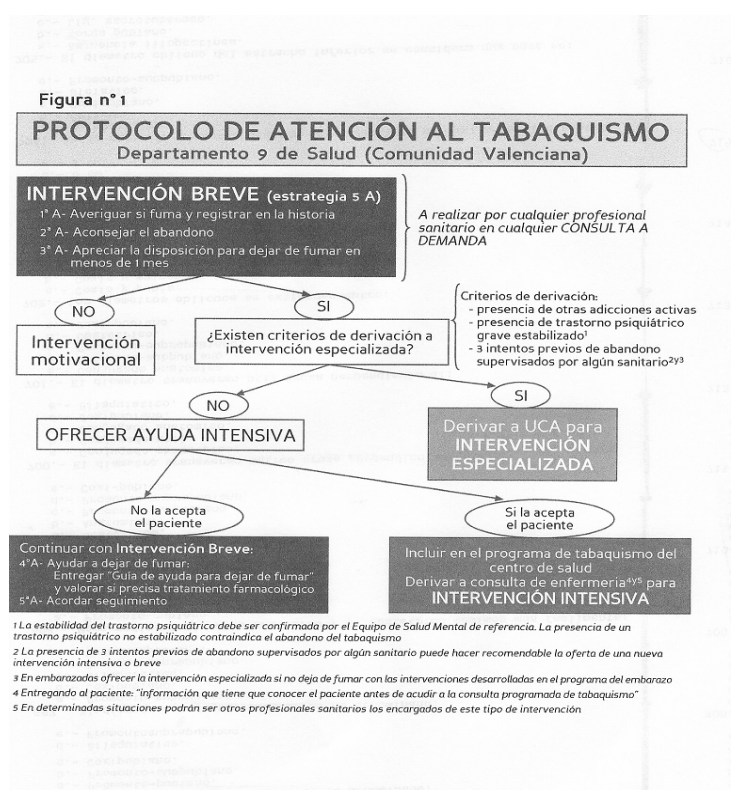 Figura n° 1
PROTOCOLO DE ATENCIÓN AL TABAQUISMO
Departamento 9 de Salud (Comunidad Valenciana)
INTERVENCIÓN BREVE (estrategia 5 A)
1ª A- Averiguar si fuma y registrar en la historia
2ª A- Aconsejar el abandono
3ª A- Apreciar la disposición para dejar de fumar en
menos de 1 mes
A realizar por cualquier profesional
sanitario en cualquier CONSULTA A
DEMANDA
NO
SI
Intervención
motivacional
¿Existen criterios de derivación a
intervención especializada?
Criterios de derivación:
- presencia de otras adicciones activas
- presencia de trastorno psiquiátrico
grave estabilizado¹
- 3 intentos previos de abandono
supervisados por algún sanitario²ʸ³
NO
SI
OFRECER AYUDA INTENSIVA
Derivar a UCA para
INTERVENCIÓN
ESPECIALIZADA
No la acepta
el paciente
Si la acepta
el paciente
Continuar con Intervención Breve:
4ªA- Ayudar a dejar de fumar:
Entregar "Guia de ayuda para dejar de fumar"
y valorar si precisa tratamiento farmacológico
5ªA- Acordar seguimiento
Incluir en el programa de tabaquismo del
centro de salud
Derivar a consulta de enfermeria⁴ʸ⁵ para
INTERVENCIÓN INTENSIVA
1 La estabilidad del trastorno psiquiátrico debe ser confirmada por el Equipo de Salud Mental de referencia. La presencia de un
trastorno psiquiátrico no estabilizado contraindica el abandono del tabaquismo
2 La presencia de 3 intentos previos de abandono supervisados por algún sanitario puede hacer recomendable la oferta de una nueva
intervención intensiva o breve
3 En embarazadas ofrecer la intervención especializada si no deja de fumar con las intervenciones desarrolladas en el programa del embarazo
4 Entregando al paciente: "información que tiene que conocer el paciente antes de acudir a la consulta programada de tabaquismo"
5 En determinadas situaciones podrán ser otros profesionales sanitarios los encargados de este tipo de intervención